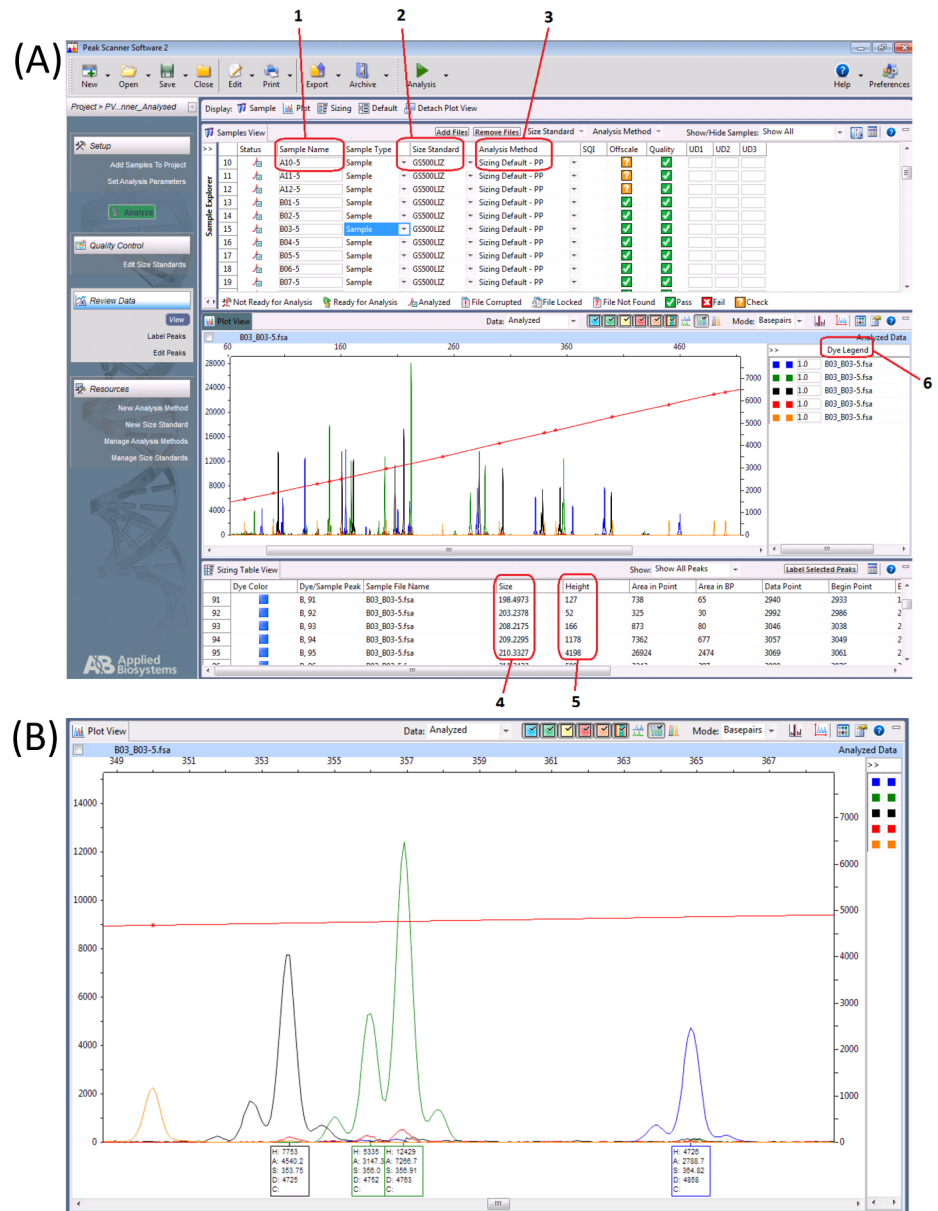 1 2 3
(A)
Peak Scanner Software 2
New Open Save Close Edit Print Export Archive Analysis Help Preferences
Project > PV...nner_Analysed
Display: Sample Plot Sizing Default Detach Plot View
Setup
Add Samples To Project
Set Analysis Parameters
Analyze
Quality Control
Edit Size Standards
Review Data
View
Label Peaks
Edit Peaks
Resources
New Analysis Method
New Size Standard
Manage Analysis Methods
Manage Size Standards
AB Applied Biosystems
Samples View Add Files Remove Files Size Standard Analysis Method Show/Hide Samples: Show All
>> Status Sample Name Sample Type Size Standard Analysis Method SQI Offscale Quality UD1 UD2 UD3
Sample Explorer
10 A10-5 Sample GS500LIZ Sizing Default - PP
11 A11-5 Sample GS500LIZ Sizing Default - PP
12 A12-5 Sample GS500LIZ Sizing Default - PP
13 B01-5 Sample GS500LIZ Sizing Default - PP
14 B02-5 Sample GS500LIZ Sizing Default - PP
15 B03-5 Sample GS500LIZ Sizing Default - PP
16 B04-5 Sample GS500LIZ Sizing Default - PP
17 B05-5 Sample GS500LIZ Sizing Default - PP
18 B06-5 Sample GS500LIZ Sizing Default - PP
19 B07-5 Sample GS500LIZ Sizing Default - PP
Not Ready for Analysis Ready for Analysis Analyzed File Corrupted File Locked File Not Found Pass Fail Check
Plot View Data: Analyzed Mode: Basepairs
B03_B03-5.fsa Analyzed Data
60 160 260 360 460
28000
24000
20000
16000
12000
8000
4000
0
7000
6000
5000
4000
3000
2000
1000
0
>> Dye Legend
6
1.0 B03_B03-5.fsa
1.0 B03_B03-5.fsa
1.0 B03_B03-5.fsa
1.0 B03_B03-5.fsa
1.0 B03_B03-5.fsa
Sizing Table View Show: Show All Peaks Label Selected Peaks
Dye Color Dye/Sample Peak Sample File Name Size Height Area in Point Area in BP Data Point Begin Point
91 B, 91 B03_B03-5.fsa 198.4973 127 738 65 2940 2933
92 B, 92 B03_B03-5.fsa 203.2378 52 325 30 2992 2986
93 B, 93 B03_B03-5.fsa 208.2175 166 873 80 3046 3038
94 B, 94 B03_B03-5.fsa 209.2295 1178 7362 677 3057 3049
95 B, 95 B03_B03-5.fsa 210.3327 4198 26924 2474 3069 3061
4 5
(B)
Plot View Data: Analyzed Mode: Basepairs
B03_B03-5.fsa Analyzed Data
349 351 353 355 357 359 361 363 365 367
>>
14000
12000
10000
8000
6000
4000
2000
0
7000
6000
5000
4000
3000
2000
1000
0
H: 7753
A: 4540.2
S: 353.75
D: 4725
C:
H: 5335
A: 3147.3
S: 356.0
D: 4752
C:
H: 12429
A: 7266.7
S: 356.91
D: 4763
C:
H: 4726
A: 2788.7
S: 364.82
D: 4858
C: